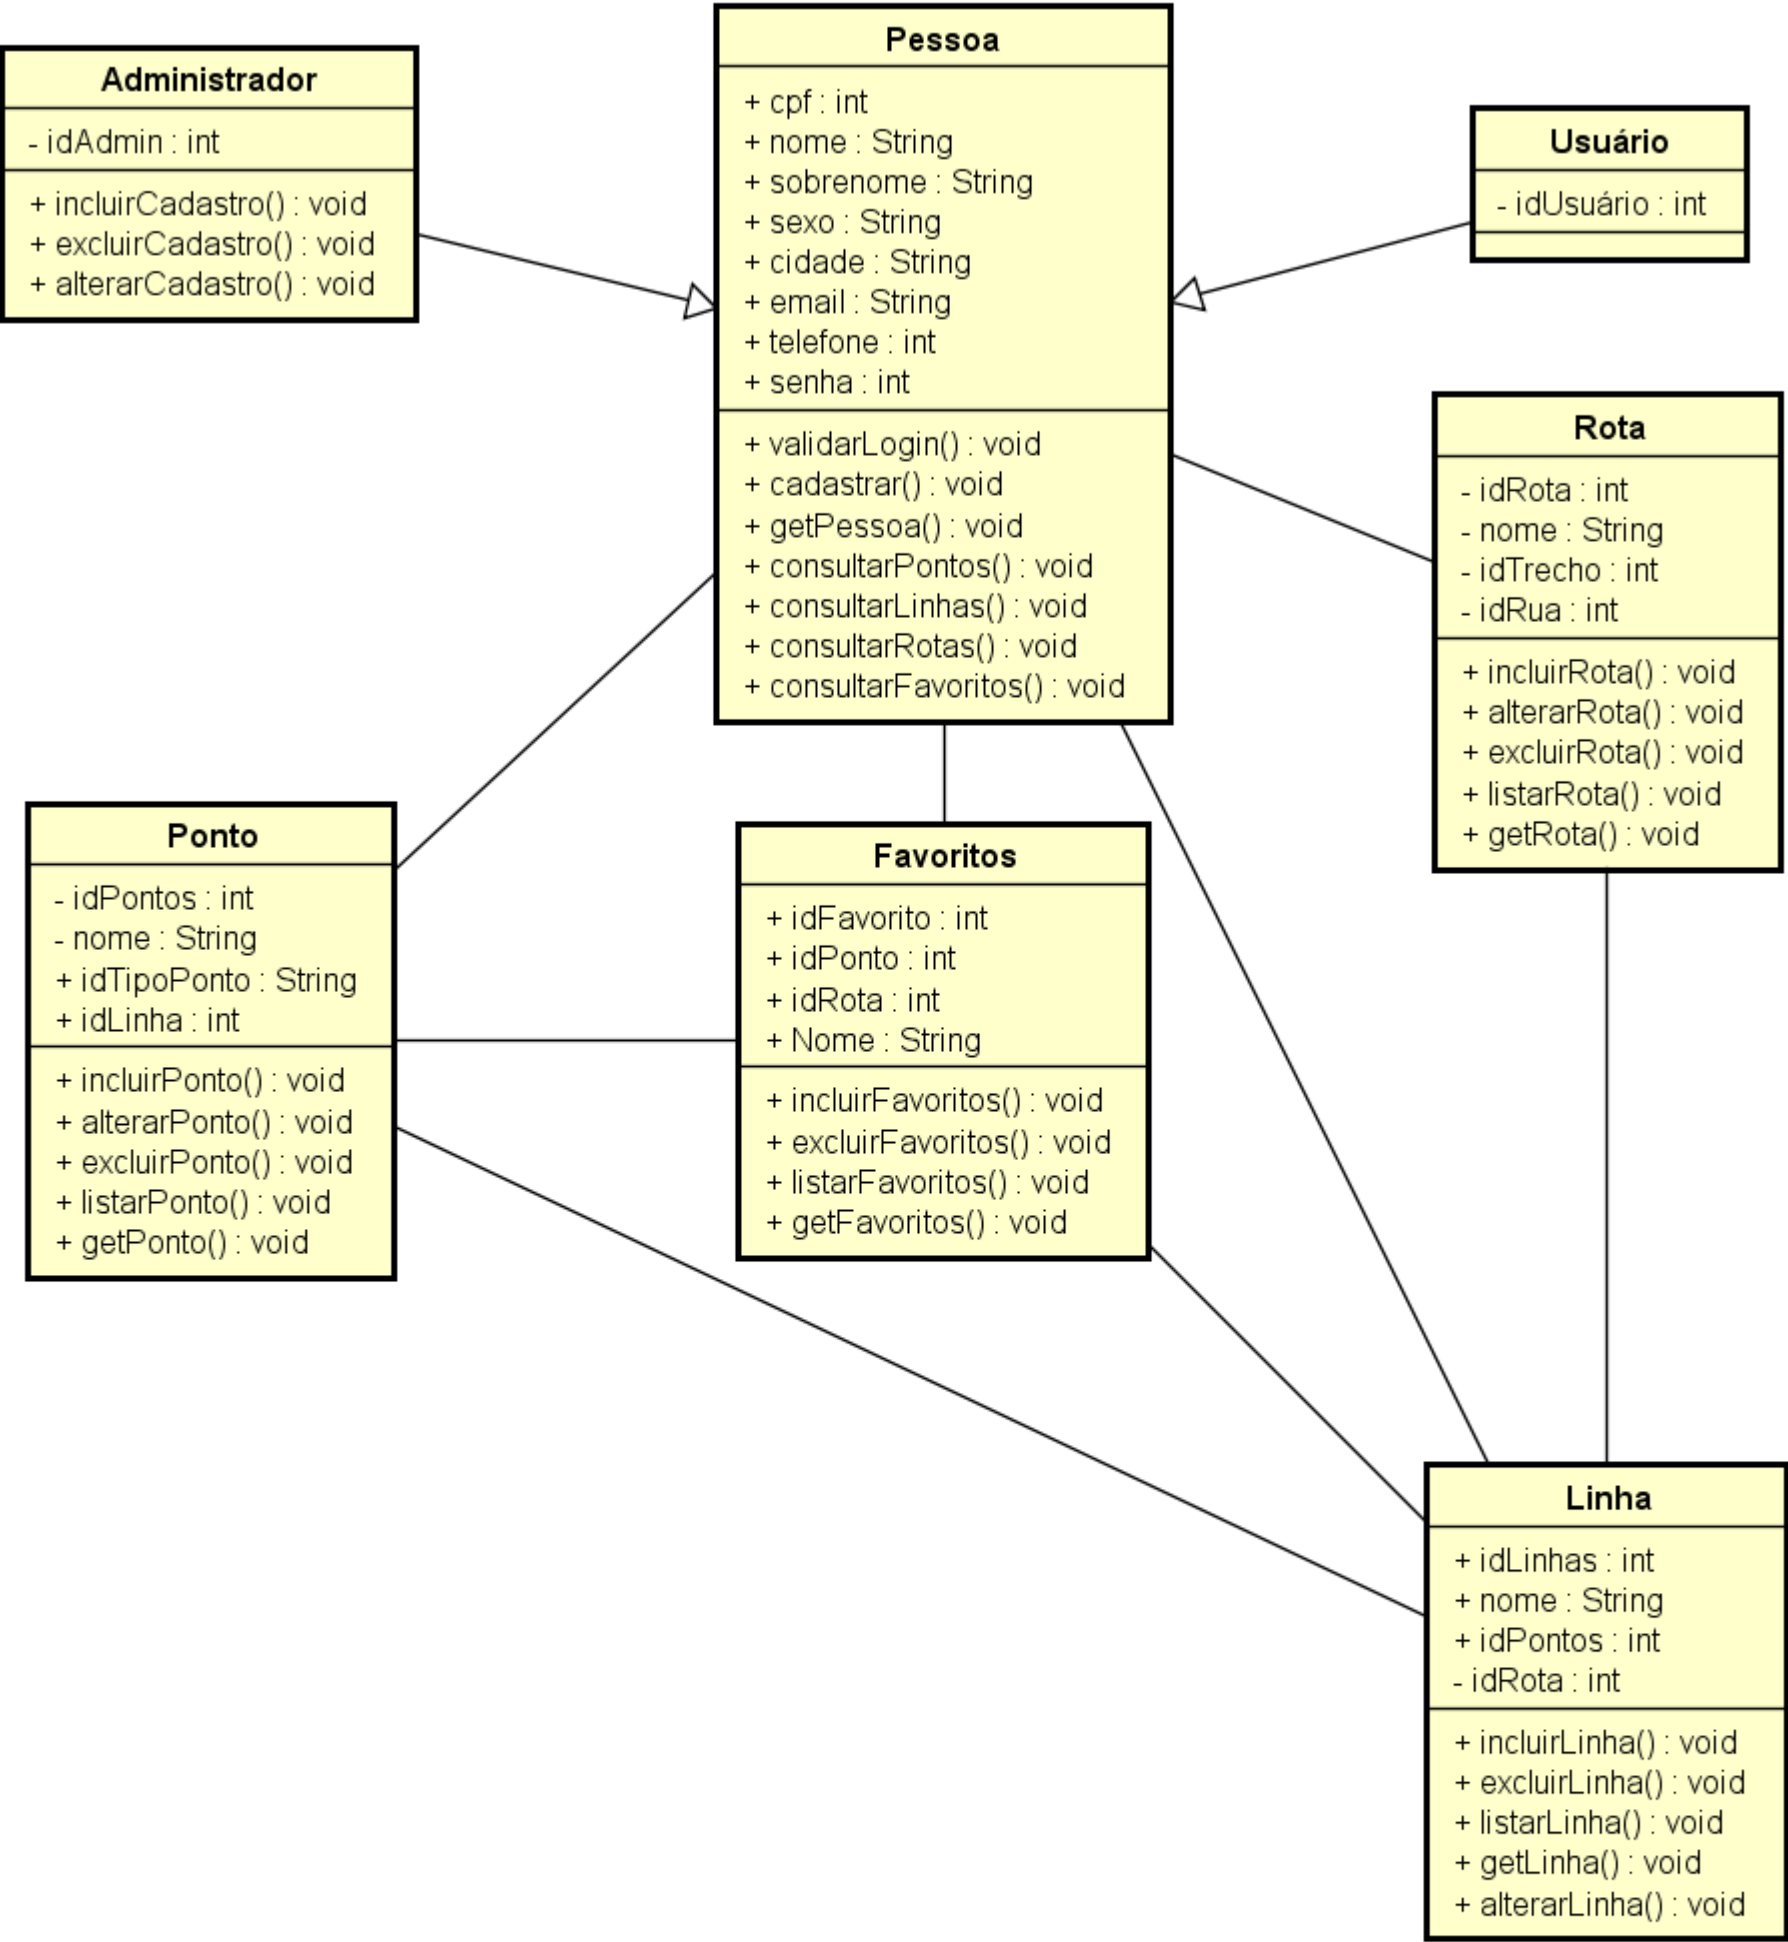 Administrador
- idAdmin : int
+ incluirCadastro() : void
+ excluirCadastro() : void
+ alterarCadastro() : void
Pessoa
+ cpf : int
+ nome : String
+ sobrenome : String
+ sexo : String
+ cidade : String
+ email : String
+ telefone : int
+ senha : int
+ validarLogin() : void
+ cadastrar() : void
+ getPessoa() : void
+ consultarPontos() : void
+ consultarLinhas() : void
+ consultarRotas() : void
+ consultarFavoritos() : void
Usuário
- idUsuário : int
Rota
- idRota : int
- nome : String
- idTrecho : int
- idRua : int
+ incluirRota() : void
+ alterarRota() : void
+ excluirRota() : void
+ listarRota() : void
+ getRota() : void
Ponto
- idPontos : int
- nome : String
+ idTipoPonto : String
+ idLinha : int
+ incluirPonto() : void
+ alterarPonto() : void
+ excluirPonto() : void
+ listarPonto() : void
+ getPonto() : void
Favoritos
+ idFavorito : int
+ idPonto : int
+ idRota : int
+ Nome : String
+ incluirFavoritos() : void
+ excluirFavoritos() : void
+ listarFavoritos() : void
+ getFavoritos() : void
Linha
+ idLinhas : int
+ nome : String
+ idPontos : int
- idRota : int
+ incluirLinha() : void
+ excluirLinha() : void
+ listarLinha() : void
+ getLinha() : void
+ alterarLinha() : void